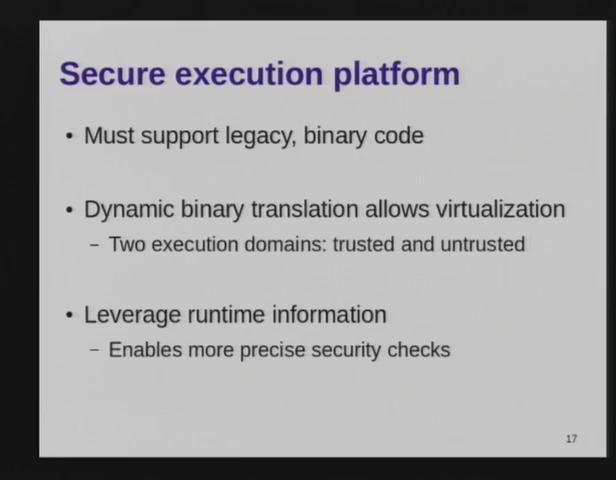 Secure execution platform
• Must support legacy, binary code
• Dynamic binary translation allows virtualization
– Two execution domains: trusted and untrusted
• Leverage runtime information
– Enables more precise security checks
17